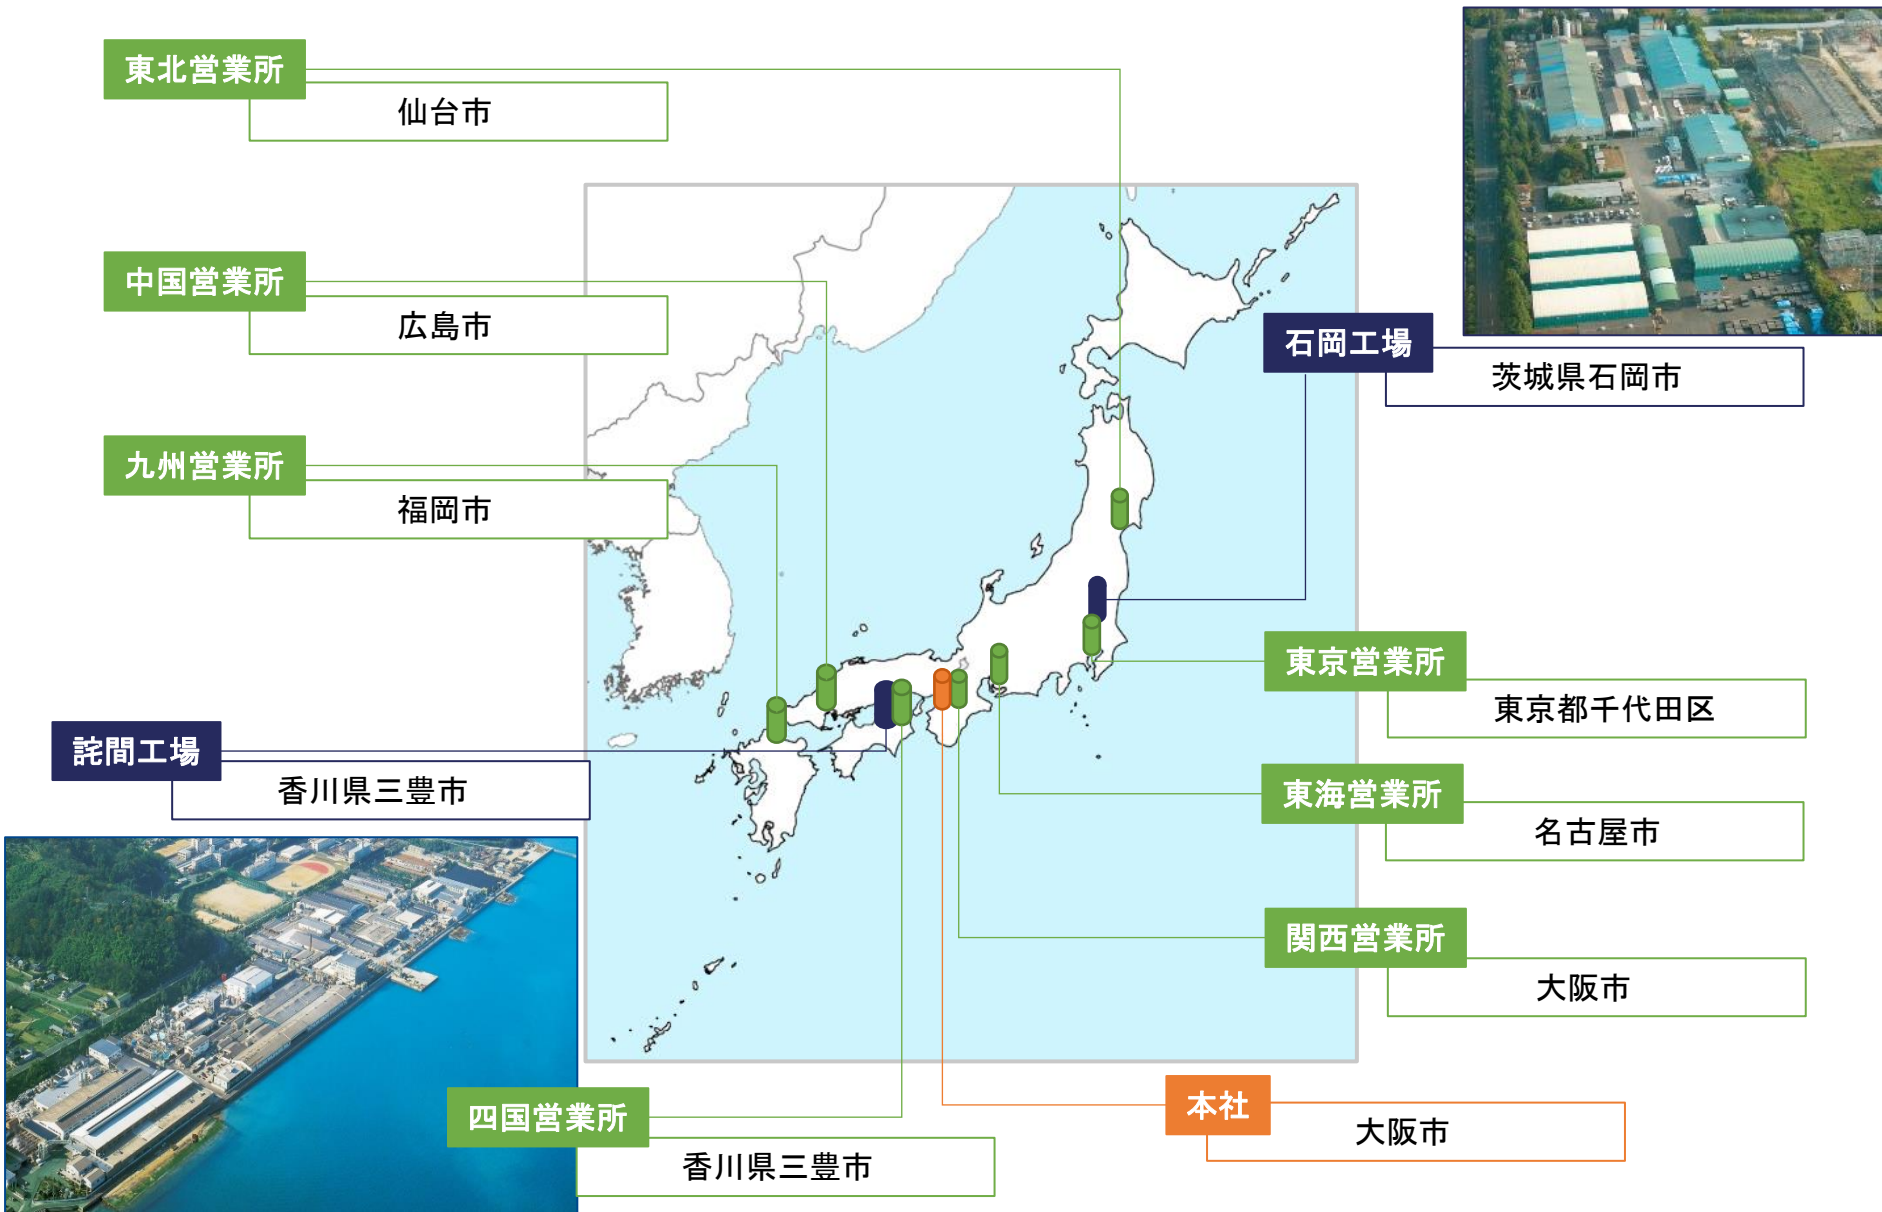 東北営業所
仙台市
中国営業所
広島市
九州営業所
福岡市
詫間工場
香川県三豊市
四国営業所
香川県三豊市
石岡工場
茨城県石岡市
東京営業所
東京都千代田区
東海営業所
名古屋市
関西営業所
大阪市
本社
大阪市